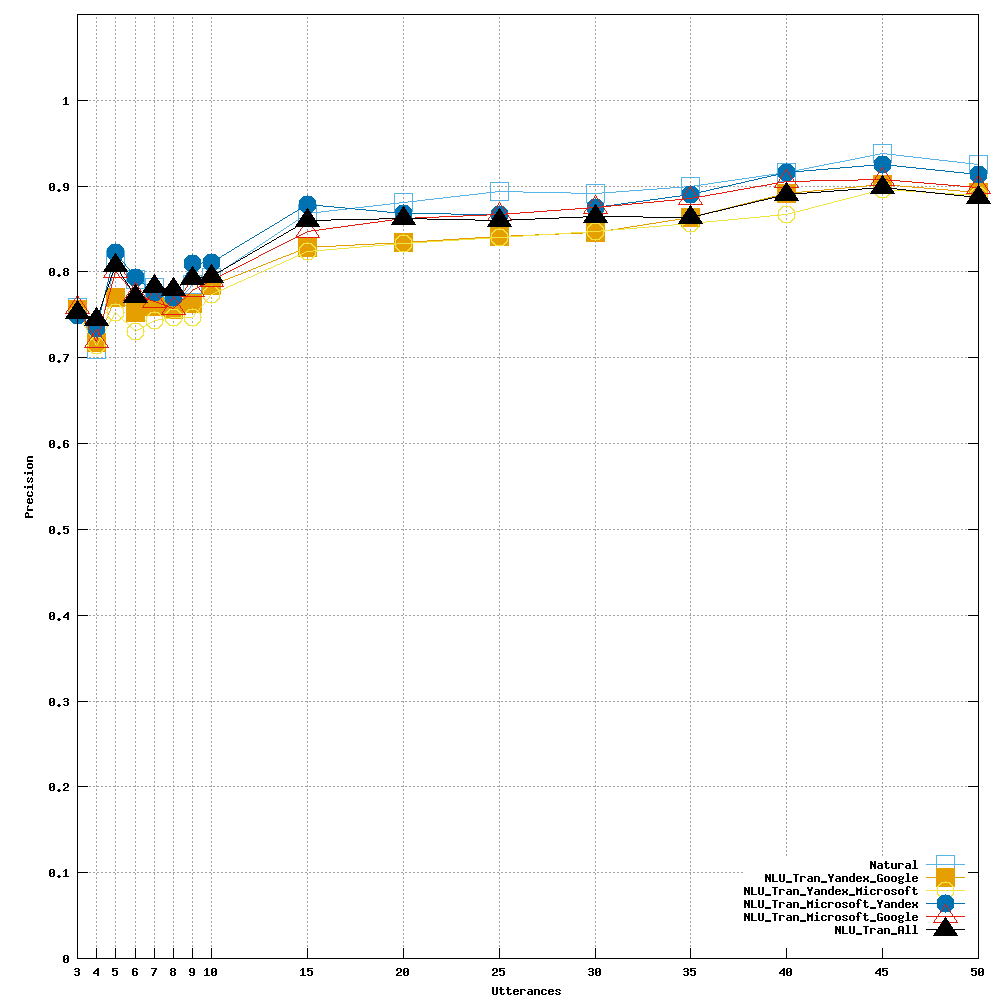 1
0.9
0.8
0.7
0.6
0.5
0.4
0.3
0.2
0.1
0
Precision
Natural
NLU_Tran_Yandex_Google
NLU_Tran_Yandex_Microsoft
NLU_Tran_Microsoft_Yandex
NLU_Tran_Microsoft_Google
NLU_Tran_All
3 4 5 6 7 8 9 10 15 20 25 30 35 40 45 50
Utterances